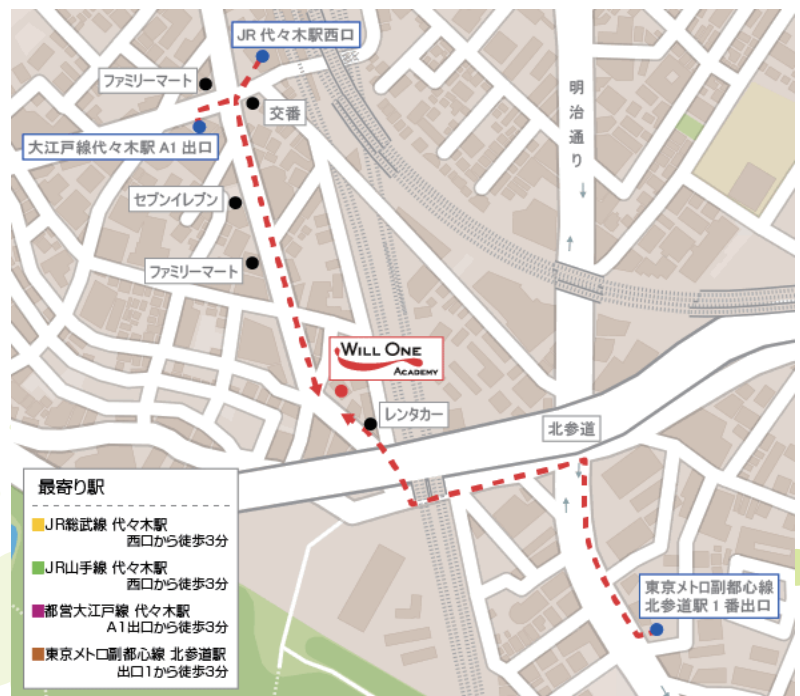 JR代々木駅西口
ファミリーマート
交番
大江戸線代々木駅A1出口
明治通り
セブンイレブン
ファミリーマート
WILL ONE
ACADEMY
レンタカー
北参道
最寄り駅
JR総武線 代々木駅
西口から徒歩3分
JR山手線 代々木駅
西口から徒歩3分
都営大江戸線 代々木駅
A1出口から徒歩3分
東京メトロ副都心線 北参道駅
出口1から徒歩3分
東京メトロ副都心線
北参道駅1番出口